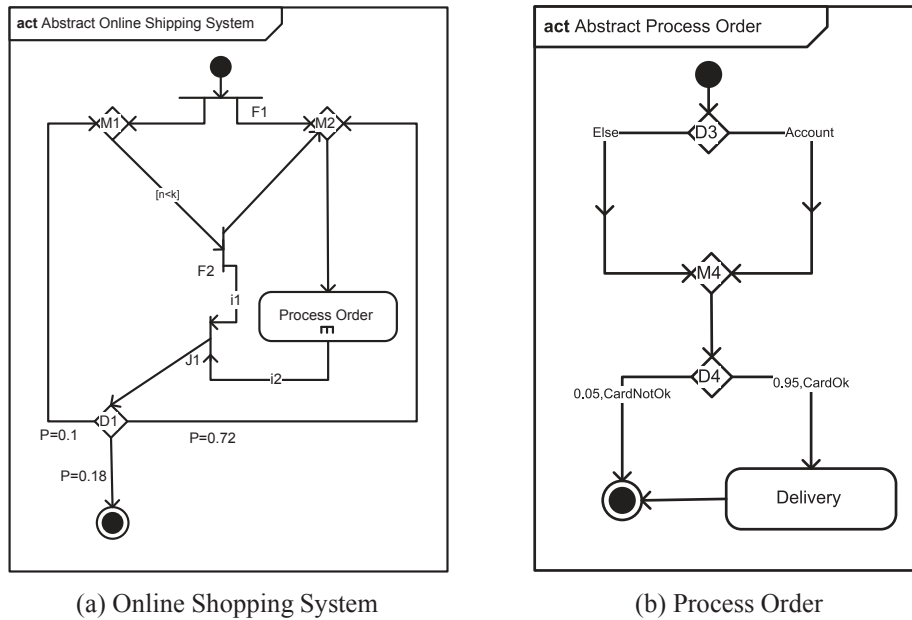 act Abstract Online Shopping System
F1
M1
M2
[n<k]
F2
i1
Process Order
J1
i2
D1
P=0.1
P=0.72
P=0.18
(a) Online Shopping System
act Abstract Process Order
D3
Else
Account
M4
D4
0.05,CardNotOk
0.95,CardOk
Delivery
(b) Process Order